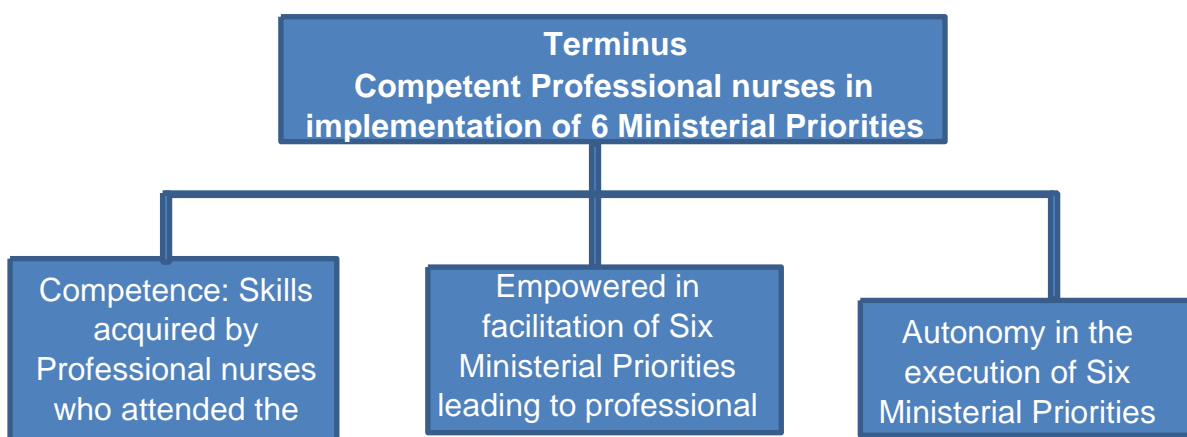 Terminus
Competent Professional nurses in
implementation of 6 Ministerial Priorities
Competence: Skills
acquired by
Professional nurses
who attended the
Empowered in
facilitation of Six
Ministerial Priorities
leading to professional
Autonomy in the
execution of Six
Ministerial Priorities